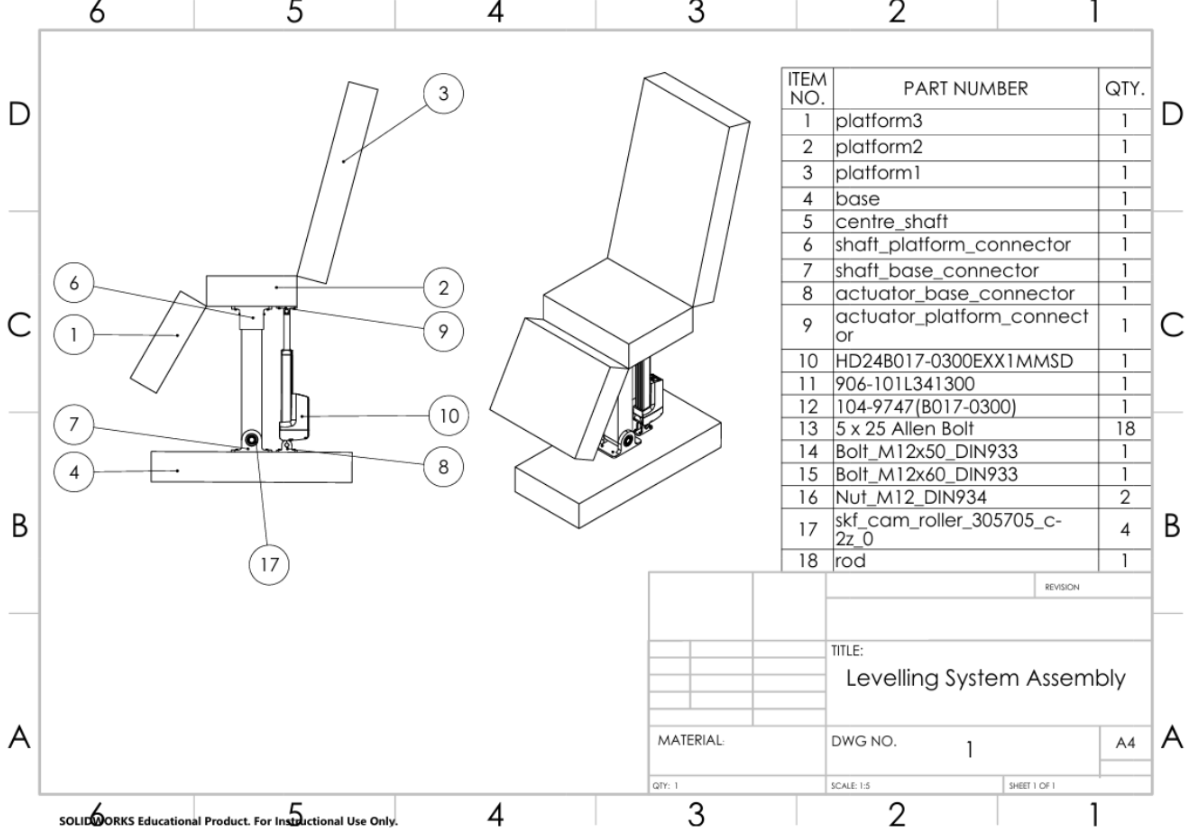 6 5 4 3 2 1
D D
C C
B B
A A
3
6
2
1
9
10
7
8
4
17
ITEM NO. PART NUMBER QTY.
1 platform3 1
2 platform2 1
3 platform1 1
4 base 1
5 centre_shaft 1
6 shaft_platform_connector 1
7 shaft_base_connector 1
8 actuator_base_connector 1
9 actuator_platform_connect
or 1
10 HD24B017-0300EXX1MMSD 1
11 906-101L341300 1
12 104-9747(B017-0300) 1
13 5 x 25 Allen Bolt 18
14 Bolt_M12x50_DIN933 1
15 Bolt_M12x60_DIN933 1
16 Nut_M12_DIN934 2
17 skf_cam_roller_305705_c-
2z_0 4
18 rod 1
REVISION
TITLE:
Levelling System Assembly
MATERIAL:
DWG NO. 1 A4
QTY: 1 SCALE: 1:5 SHEET 1 OF 1
6 5 4 3 2 1
SOLIDWORKS Educational Product. For Instructional Use Only.